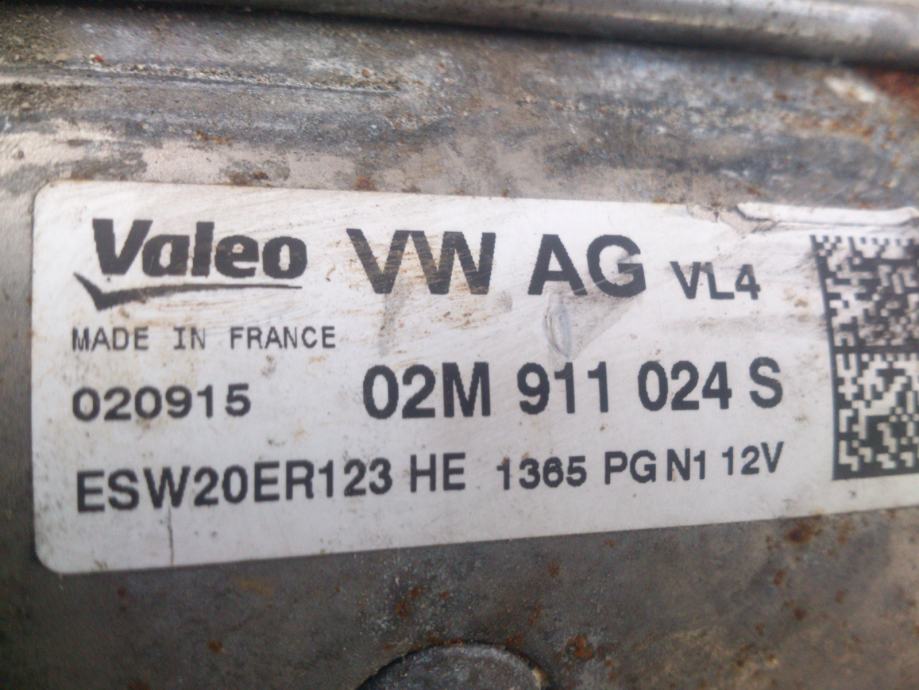 Valeo VW AG VL4
MADE IN FRANCE
020915 02M 911 024 S
ESW20ER123 HE 1365 PG N1 12V